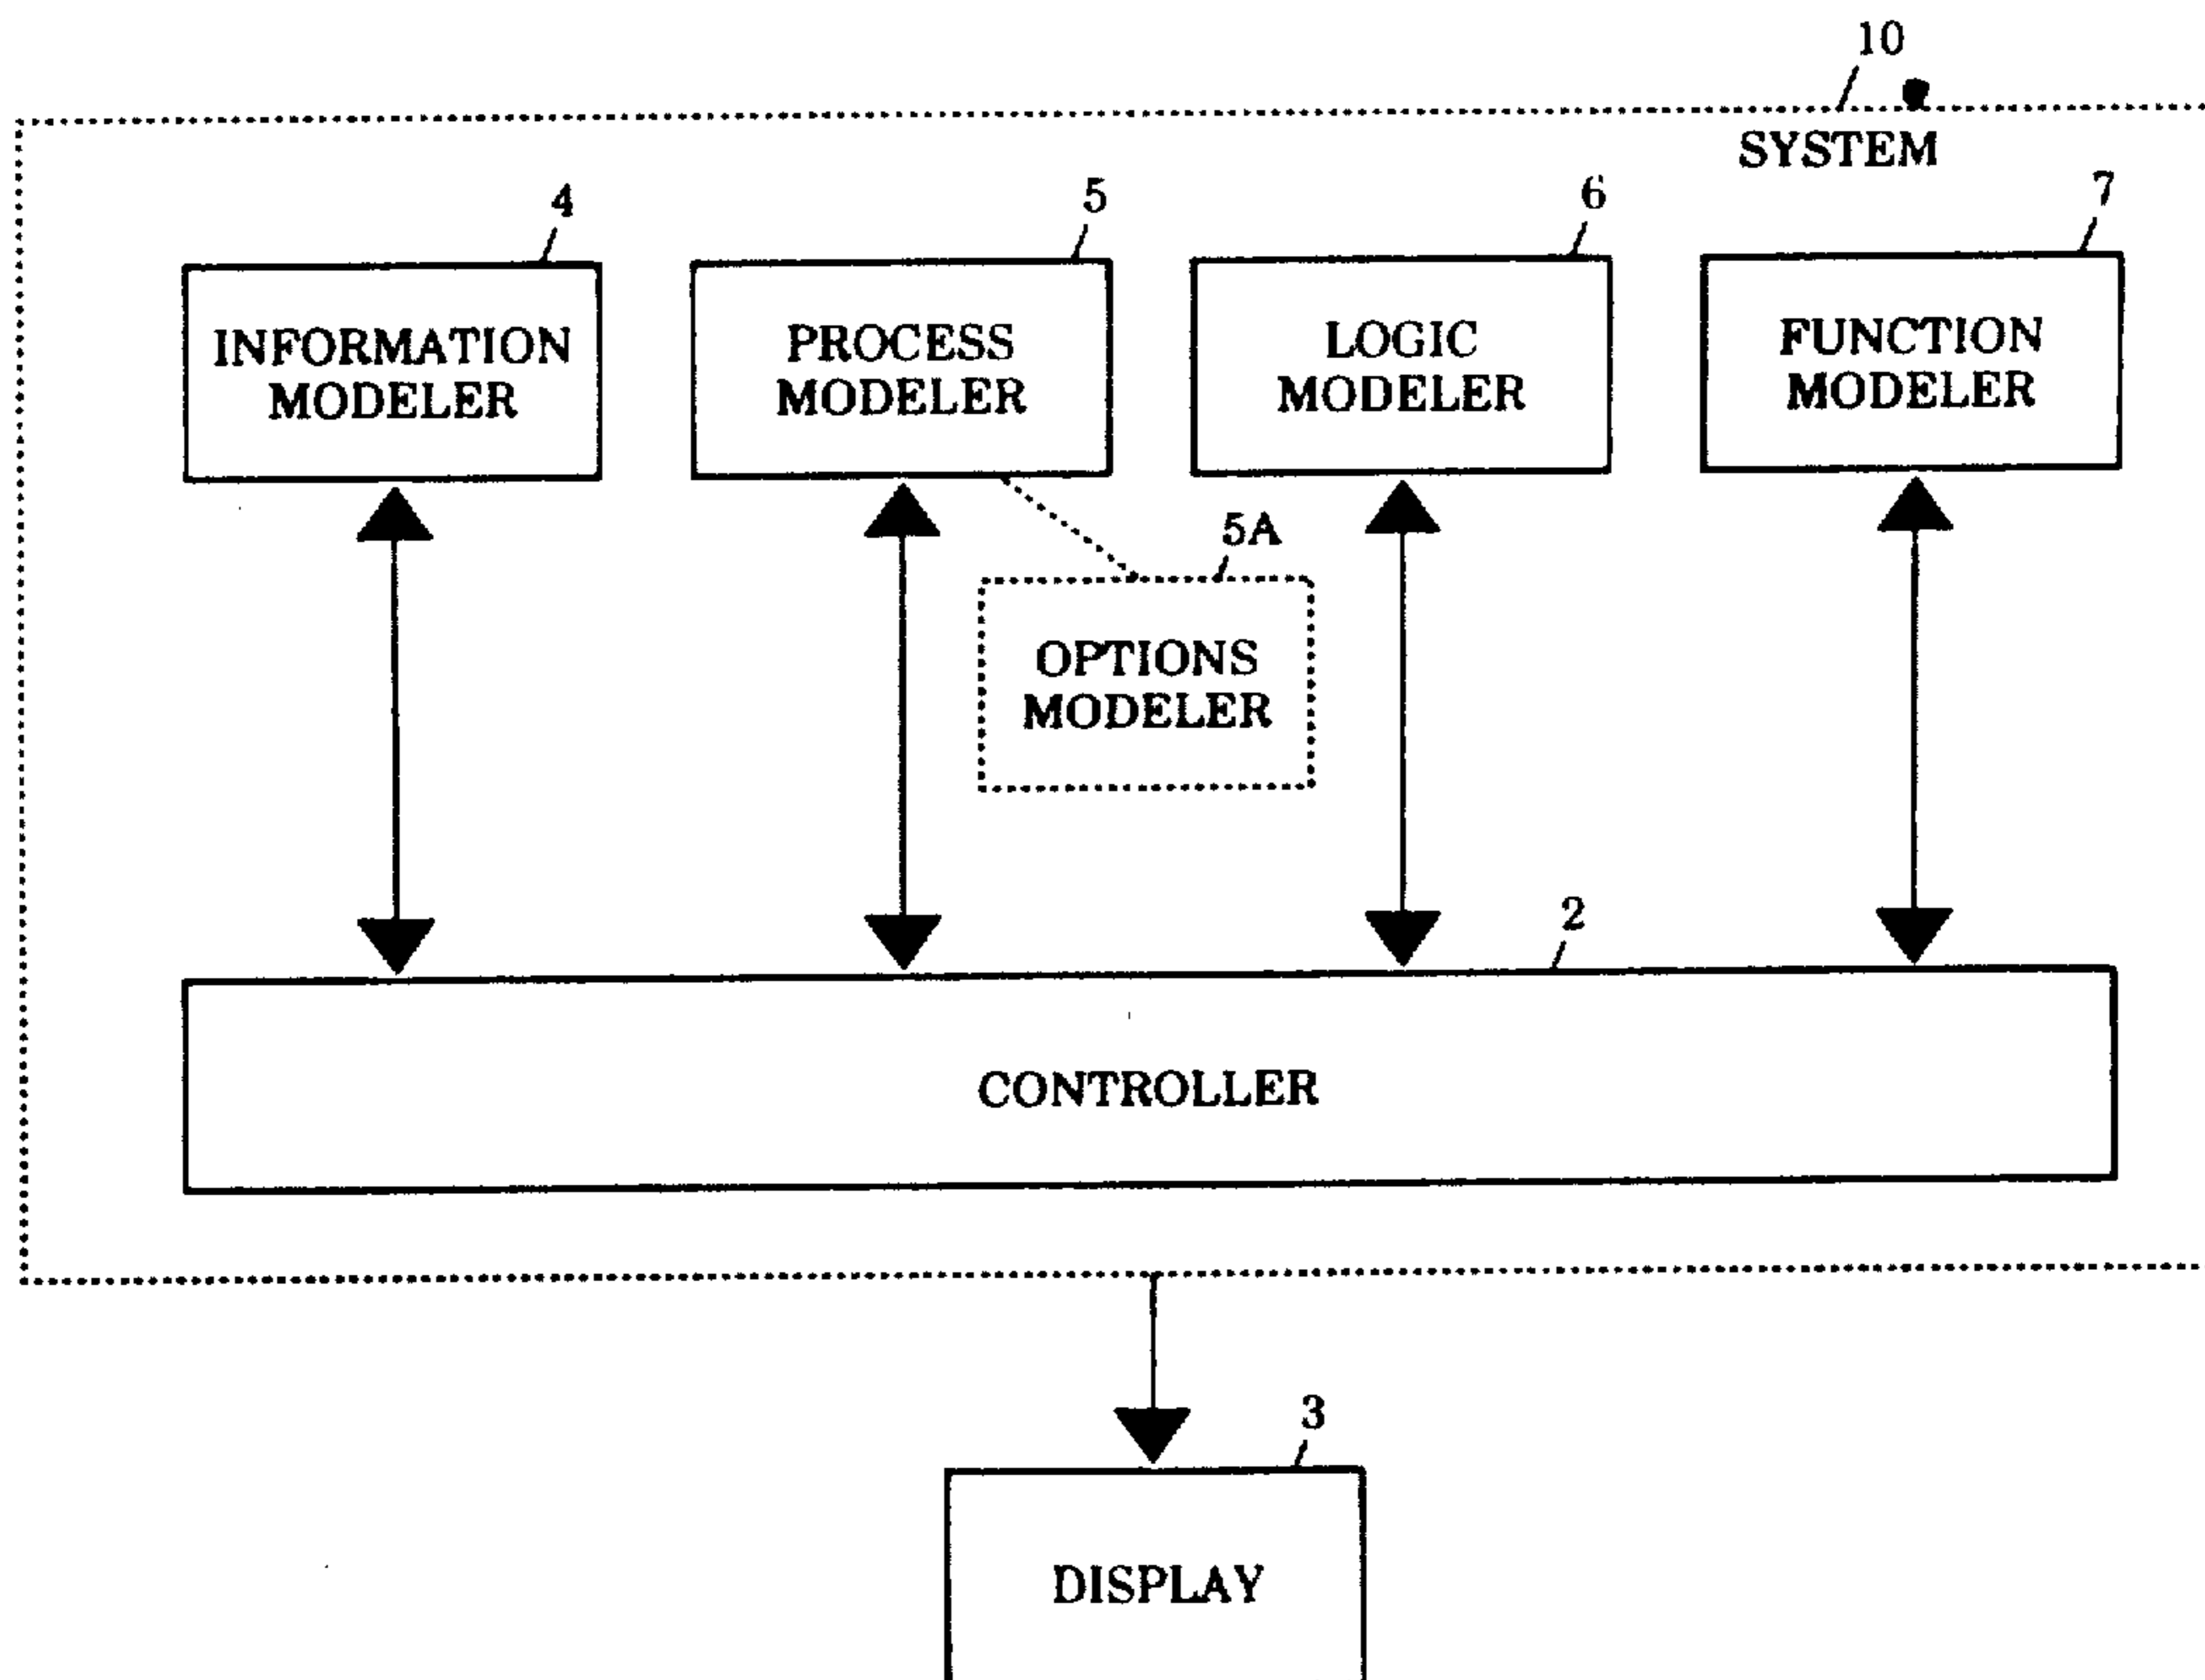 10
SYSTEM
4
5
6
7
INFORMATION
MODELER
PROCESS
MODELER
LOGIC
MODELER
FUNCTION
MODELER
5A
OPTIONS
MODELER
2
CONTROLLER
3
DISPLAY